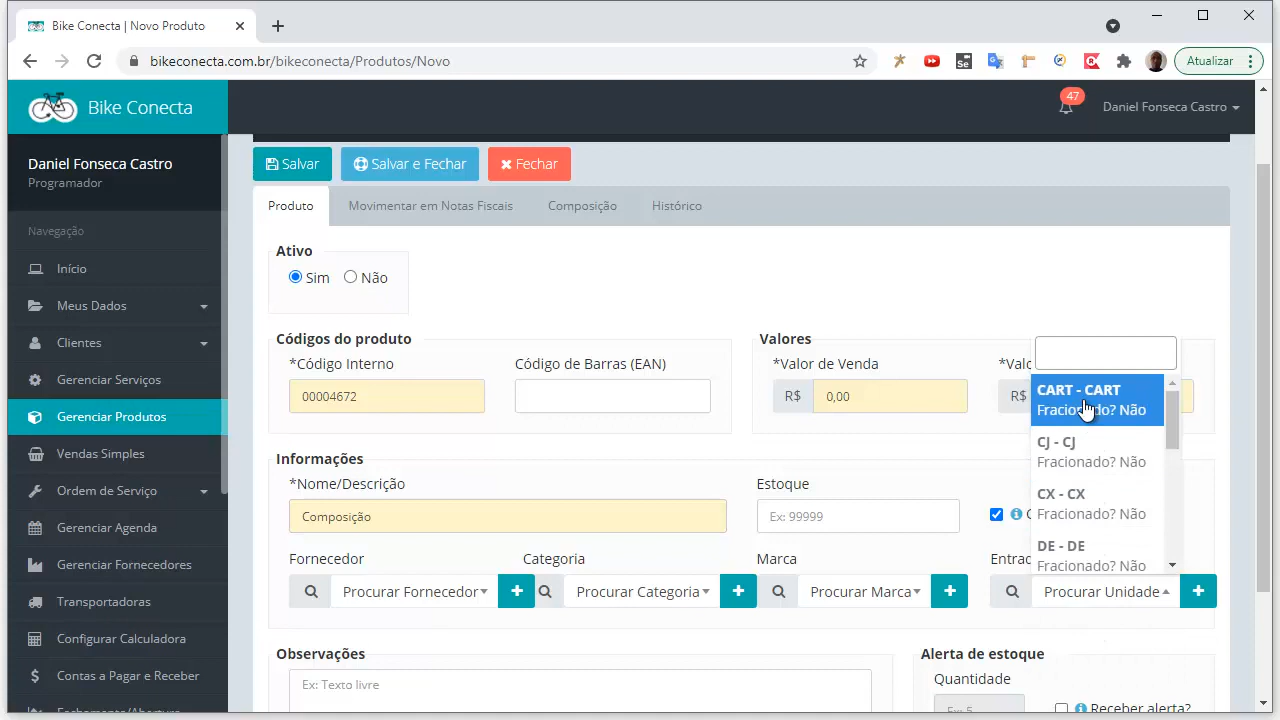 Bike Conecta | Novo Produto
bikeconecta.com.br/bikeconecta/Produtos/Novo
Se
Atualizar
Bike Conecta
47
Daniel Fonseca Castro
Daniel Fonseca Castro
Programador
Navegação
Início
Meus Dados
Clientes
Gerenciar Serviços
Gerenciar Produtos
Vendas Simples
Ordem de Serviço
Gerenciar Agenda
Gerenciar Fornecedores
Transportadoras
Configurar Calculadora
Contas a Pagar e Receber
Salvar
Salvar e Fechar
Fechar
Produto
Movimentar em Notas Fiscais
Composição
Histórico
Ativo
Sim
Não
Códigos do produto
*Código Interno
Código de Barras (EAN)
00004672
Valores
*Valor de Venda
*Valo
R$
0,00
R$
CART - CART
Fracionado? Não
CJ - CJ
Fracionado? Não
CX - CX
Fracionado? Não
DE - DE
Fracionado? Não
Informações
*Nome/Descrição
Estoque
Composição
Ex: 99999
Fornecedor
Categoria
Marca
Entrad
Procurar Fornecedor
Procurar Categoria
Procurar Marca
Procurar Unidade
Observações
Ex: Texto livre
Alerta de estoque
Quantidade
Ex: 5
Receber alerta?